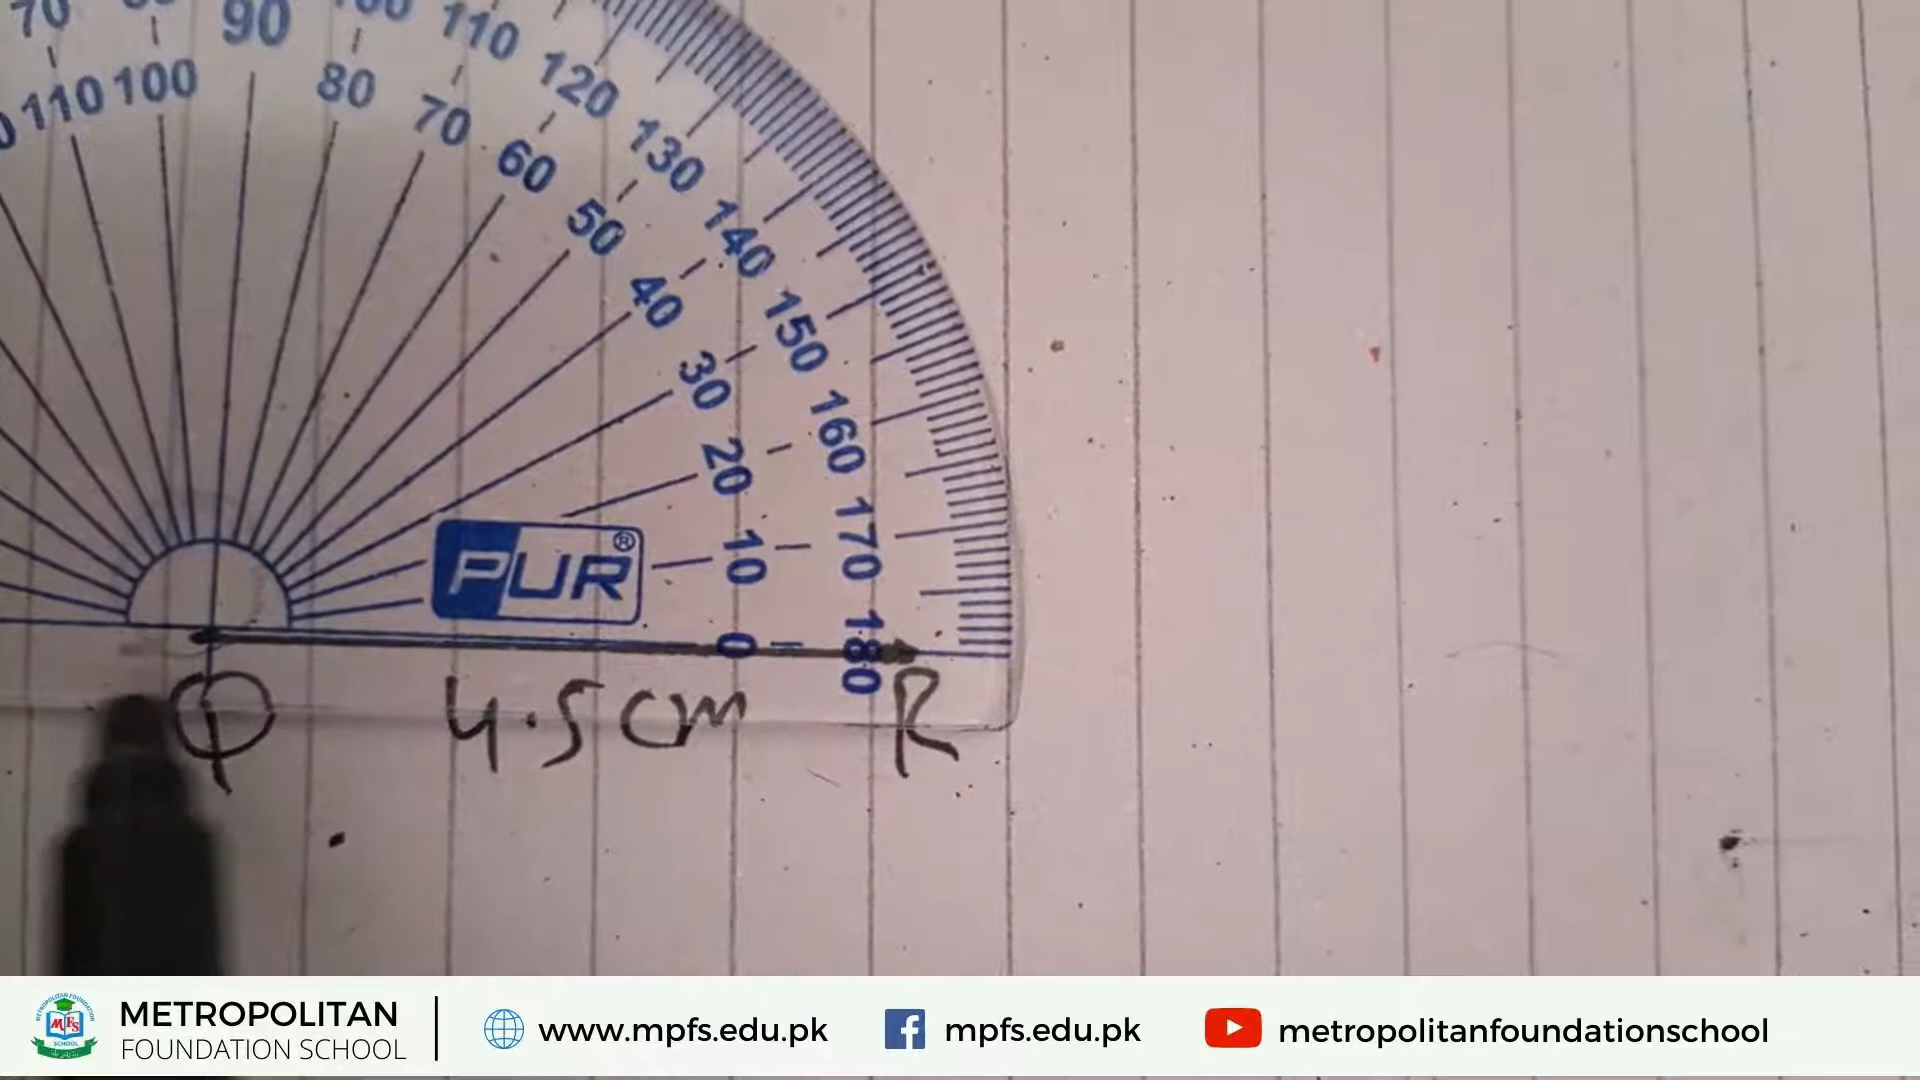 70 90 100 110 120 130 140 150 160 170 180
110 100 80 70 60 50 40 30 20 10 0
PUR®
Q 4.5cm R
METROPOLITAN
FOUNDATION SCHOOL
www.mpfs.edu.pk
mpfs.edu.pk
metropolitanfoundationschool